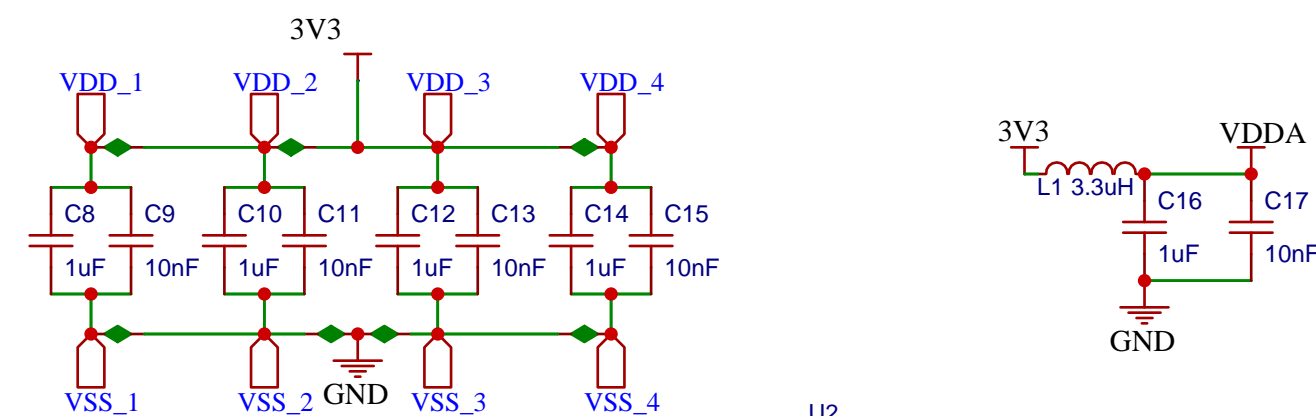 3V3
VDD_1 VDD_2 VDD_3 VDD_4
3V3 VDDA
L1 3.3uH
C8 C9 C10 C11 C12 C13 C14 C15
C16 C17
1uF 10nF 1uF 10nF 1uF 10nF 1uF 10nF
1uF 10nF
GND
VSS_1 VSS_2 GND VSS_3 VSS_4
U2